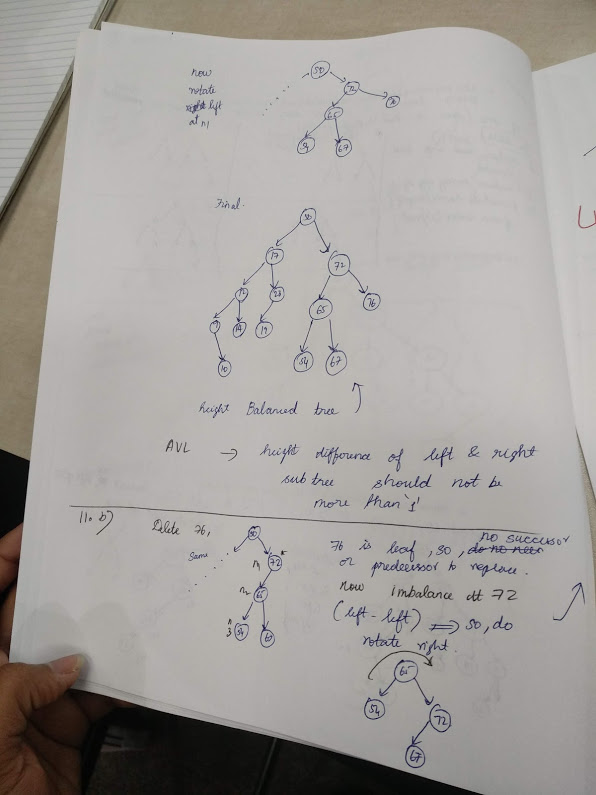 now
rotate
left
at n1
50
72
76
65
54
67
Final.
50
17
72
12
23
76
9
14
19
65
10
54
67
height Balanced tree
AVL → height difference of left & right
sub tree should not be
more than '1'
11. b) Delete 76,
50
Same
n1 72
n2 65
n3 54
67
no successor
76 is leaf, so,
or predecessor to replace.
now imbalance at 72
(left-left) ⇒ so, do
rotate right.
65
54
72
67